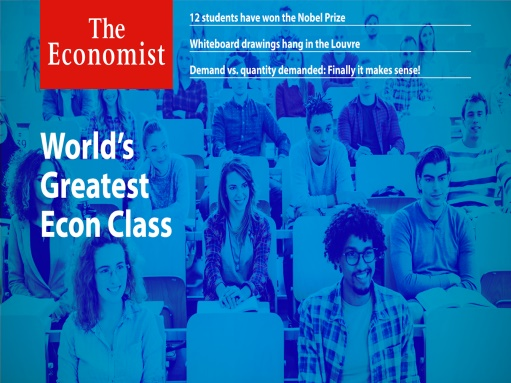 The
Economist
12 students have won the Nobel Prize
Whiteboard drawings hang in the Louvre
Demand vs. quantity demanded: Finally it makes sense!
World's
Greatest
Econ Class